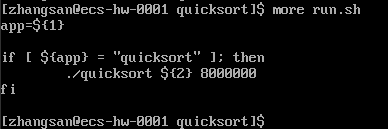 [zhangsan@ecs-hw-0001 quicksort]$ more run.sh
app=${1}

if [ ${app} = "quicksort" ]; then
        ./quicksort ${2} 8000000
fi

[zhangsan@ecs-hw-0001 quicksort]$